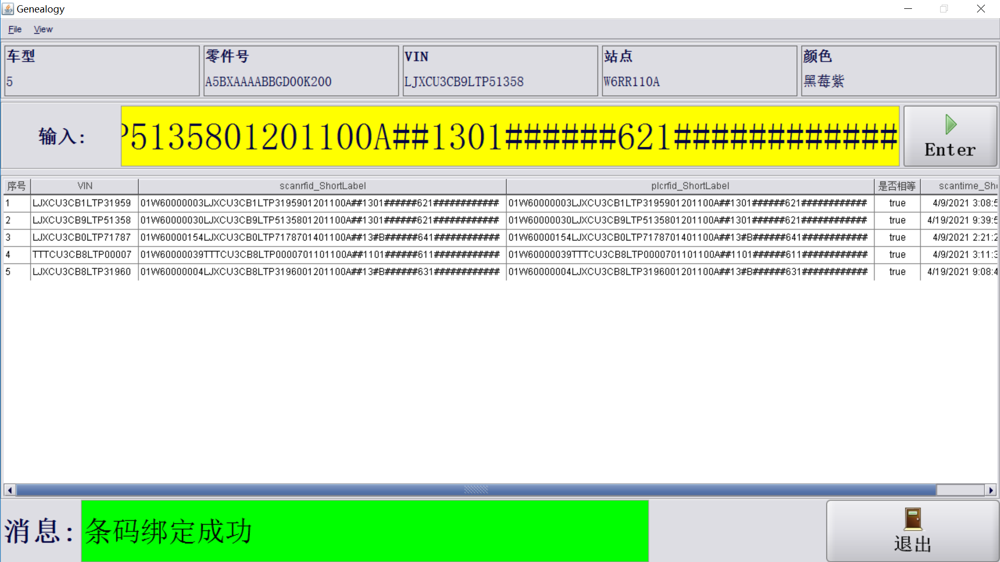 Genealogy
File View
车型 零件号 VIN 站点 颜色
5 A5BXAAAABBGD00K200 LJXCU3CB9LTP51358 W6RR110A 黑莓紫
输入: P5135801201100A##1301######621############ Enter
序号 VIN scanrfid_ShortLabel plcrfid_ShortLabel 是否相等 scantime_Sho
1 LJXCU3CB1LTP31959 01W60000003LJXCU3CB1LTP3195901201100A##1301######621############ 01W60000003LJXCU3CB1LTP3195901201100A##1301######621############ true 4/9/2021 3:08:5
2 LJXCU3CB9LTP51358 01W60000030LJXCU3CB9LTP5135801201100A##1301######621############ 01W60000030LJXCU3CB9LTP5135801201100A##1301######621############ true 4/19/2021 9:39:5
3 LJXCU3CB0LTP71787 01W60000154LJXCU3CB0LTP7178701401100A##13#B######641############ 01W60000154LJXCU3CB0LTP7178701401100A##13#B######641############ true 4/9/2021 2:21:2
4 TTTCU3CB8LTP00007 01W60000039TTTCU3CB8LTP0000701101100A##1101######611############ 01W60000039TTTCU3CB8LTP0000701101100A##1101######611############ true 4/9/2021 3:11:3
5 LJXCU3CB8LTP31960 01W60000004LJXCU3CB8LTP3196001201100A##13#B######631############ 01W60000004LJXCU3CB8LTP3196001201100A##13#B######631############ true 4/19/2021 9:08:4
消息: 条码绑定成功
退出